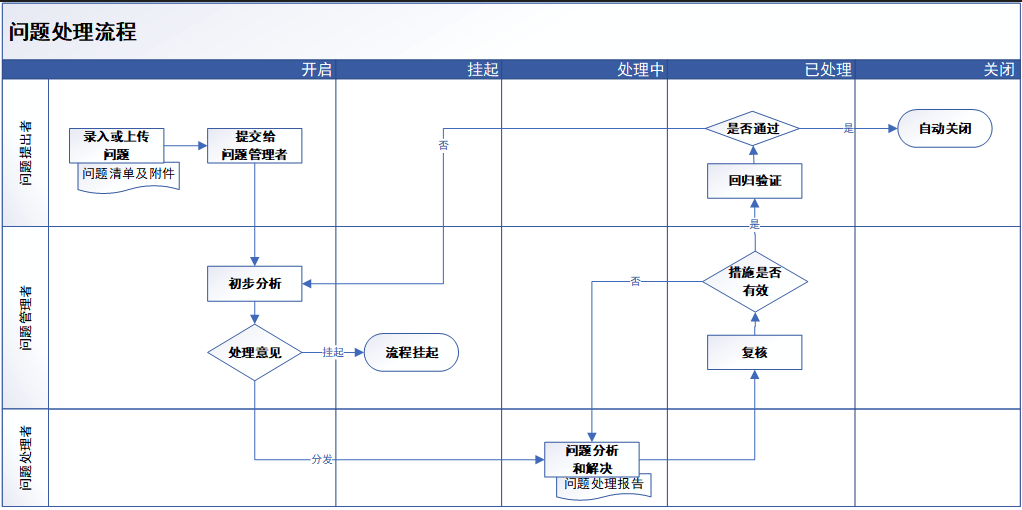 问题处理流程
开启
挂起
处理中
已处理
关闭
问题提出者
录入或上传
问题
问题清单及附件
提交给
问题管理者
否
是否通过
是
自动关闭
回归验证
是
问题管理者
初步分析
处理意见
挂起
流程挂起
否
措施是否
有效
复核
问题处理者
分发
问题分析
和解决
问题处理报告